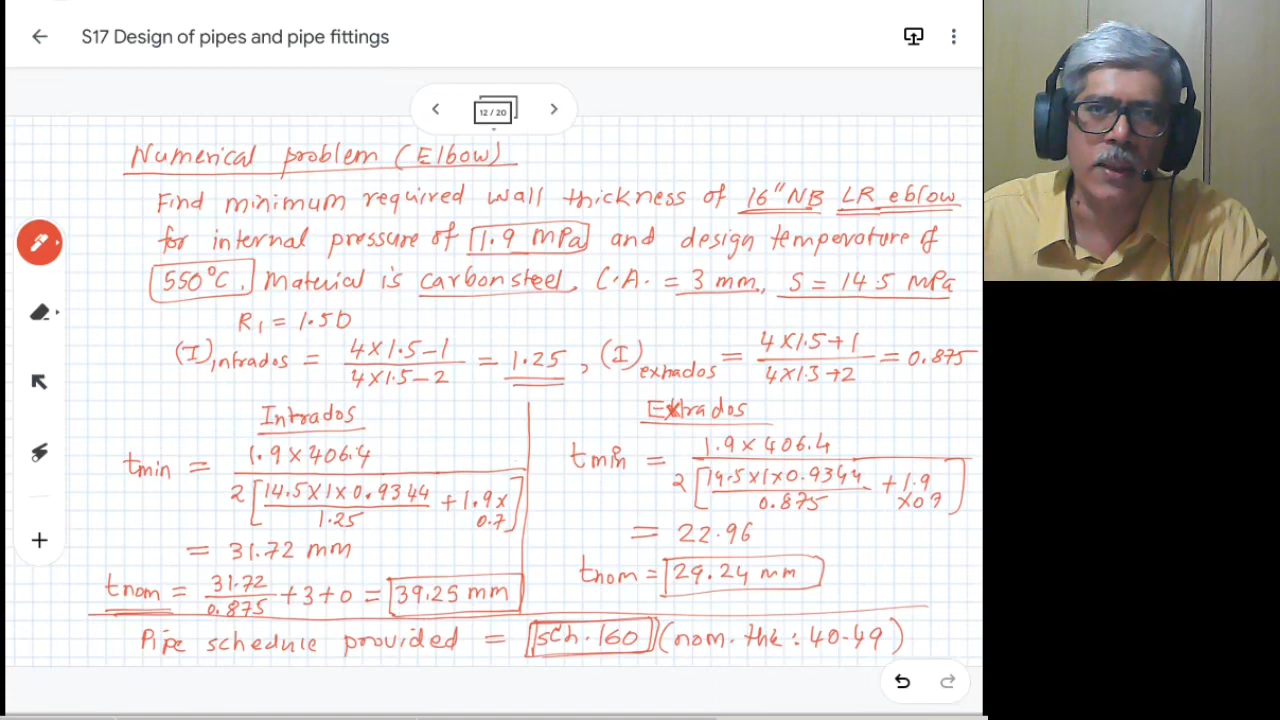 S17 Design of pipes and pipe fittings
12 / 20
Numerical problem (Elbow)
Find minimum required wall thickness of 16"NB LR eblow
for internal pressure of 1.9 MPa and design temperature of
550°C. Material is carbon steel, C.A. = 3 mm, S = 14.5 MPa
R₁ = 1.5D
(I)intrados = (4×1.5−1)/(4×1.5−2) = 1.25, (I)extrados = (4×1.5+1)/(4×1.5+2) = 0.875
Intrados
tmin = 1.9×406.4 / 2[14.5×1×0.9344/1.25 + 1.9×0.7]
= 31.72 mm
tnom = 31.72/0.875 + 3 + 0 = 39.25 mm
Extrados
tmin = 1.9×406.4 / 2[14.5×1×0.9344/0.875 + 1.9×0.7]
= 22.96
tnom = 29.24 mm
Pipe schedule provided = sch. 160 (nom. thk : 40.49)